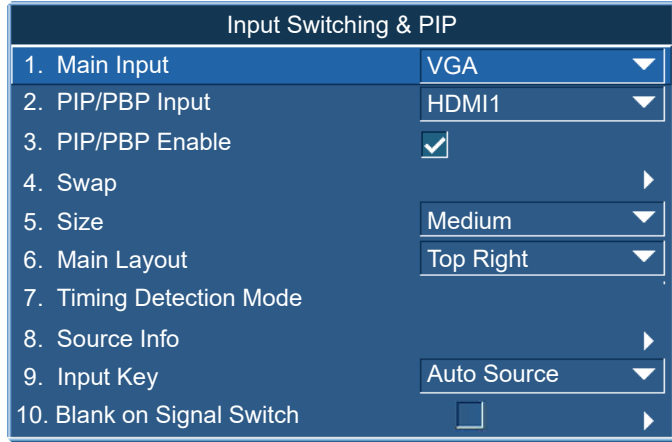 Input Switching & PIP
1. Main Input VGA
2. PIP/PBP Input HDMI1
3. PIP/PBP Enable
4. Swap
5. Size Medium
6. Main Layout Top Right
7. Timing Detection Mode
8. Source Info
9. Input Key Auto Source
10. Blank on Signal Switch